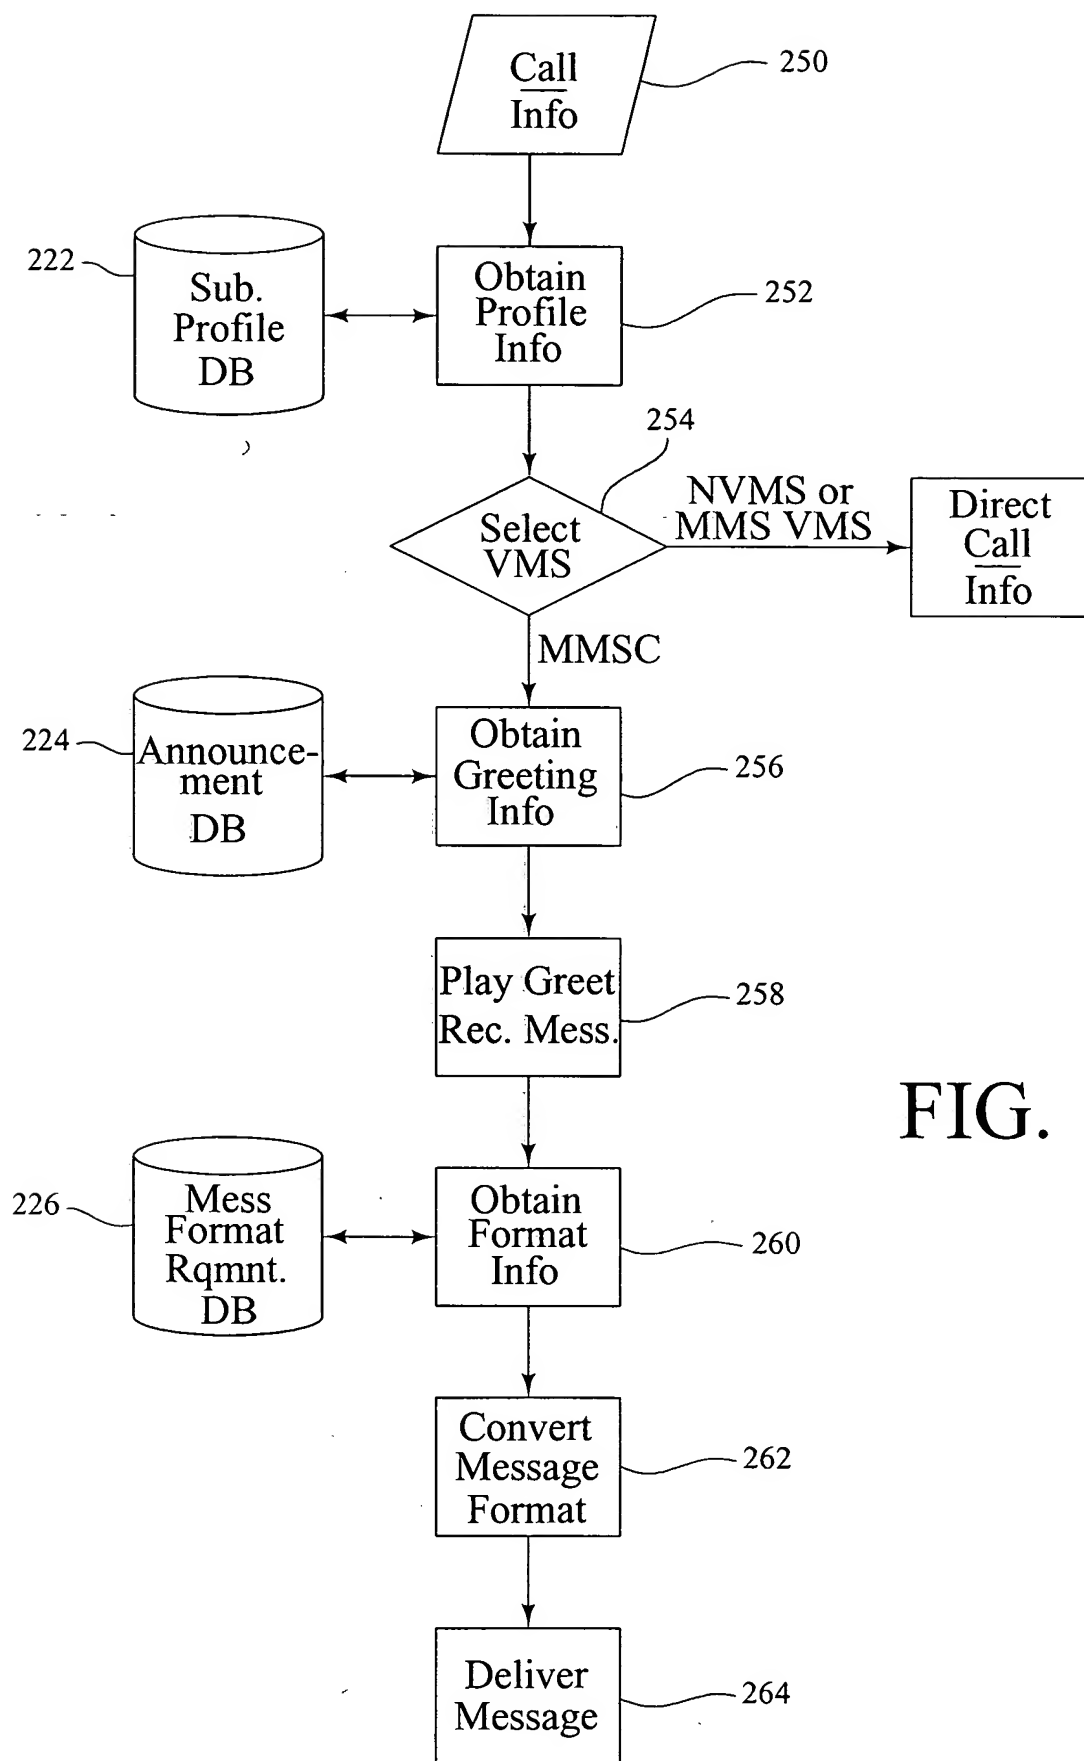 Call
Info
250
222
Sub.
Profile
DB
Obtain
Profile
Info
252
254
Select
VMS
NVMS or
MMS VMS
Direct
Call
Info
MMSC
224
Announce-
ment
DB
Obtain
Greeting
Info
256
Play Greet
Rec. Mess.
258
FIG.
226
Mess
Format
Rqmnt.
DB
Obtain
Format
Info
260
Convert
Message
Format
262
Deliver
Message
264